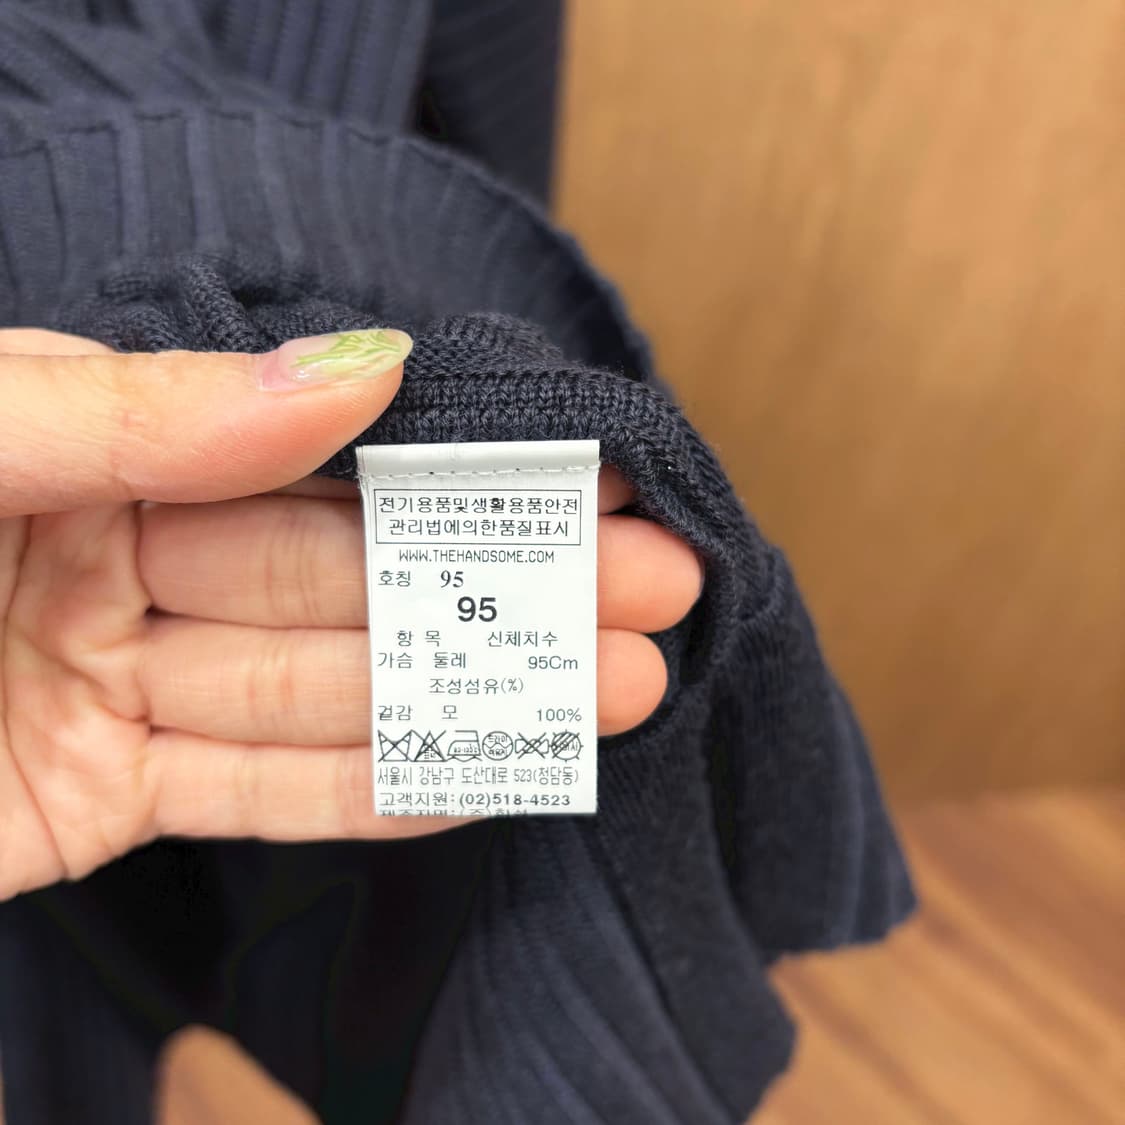 전기용품및생활용품안전
관리법에의한품질표시
WWW.THEHANDSOME.COM
호칭 95
95
항 목 신체치수
가슴 둘레 95Cm
조성섬유(%)
겉감 모 100%
서울시 강남구 도산대로 523(청담동)
고객지원:(02)518-4523